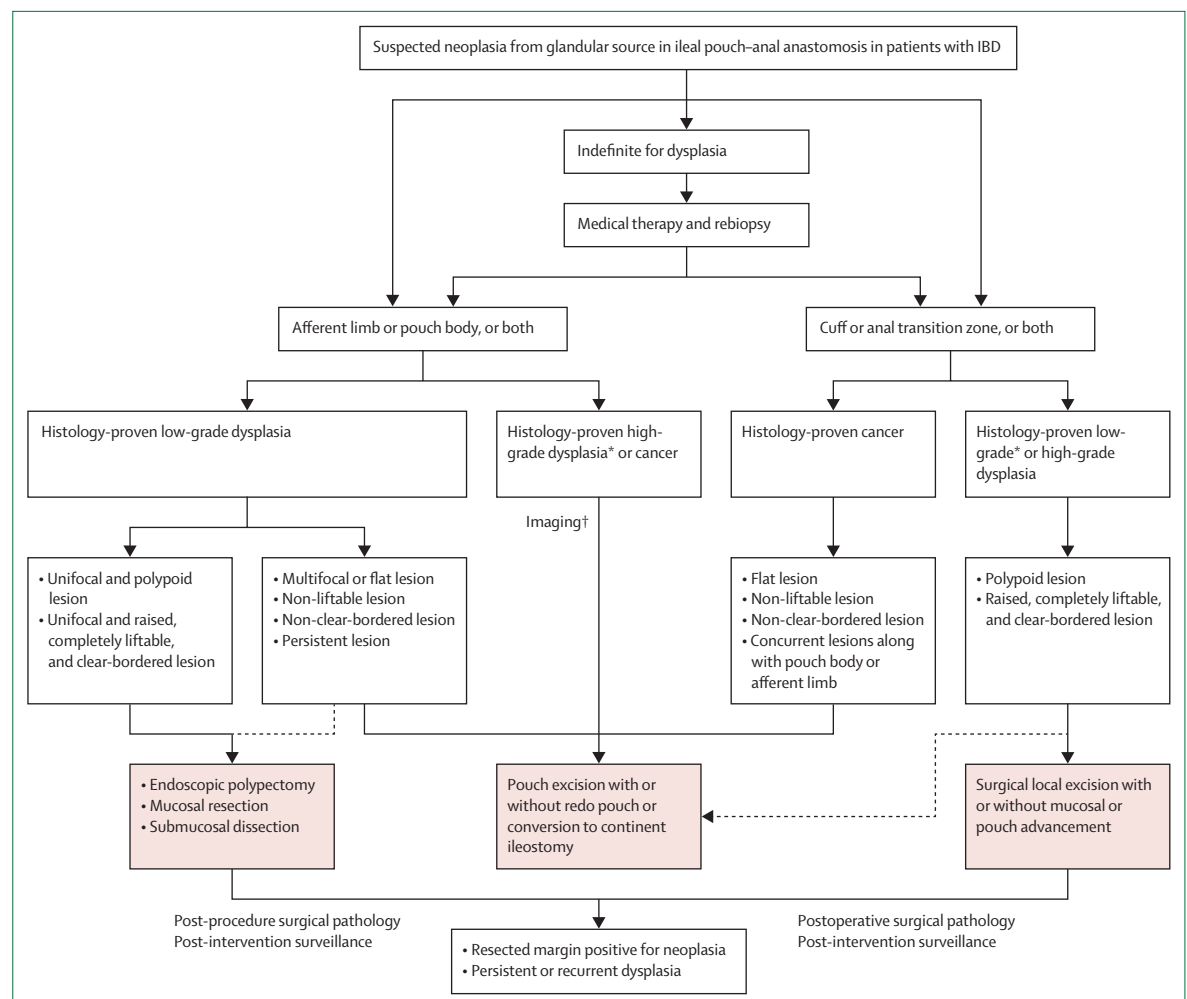 Suspected neoplasia from glandular source in ileal pouch–anal anastomosis in patients with IBD
Indefinite for dysplasia
Medical therapy and rebiopsy
Afferent limb or pouch body, or both
Cuff or anal transition zone, or both
Histology-proven low-grade dysplasia
Histology-proven high-
grade dysplasia* or cancer
Histology-proven cancer
Histology-proven low-
grade* or high-grade
dysplasia
Imaging†
• Unifocal and polypoid
lesion
• Unifocal and raised,
completely liftable,
and clear-bordered lesion
• Multifocal or flat lesion
• Non-liftable lesion
• Non-clear-bordered lesion
• Persistent lesion
• Flat lesion
• Non-liftable lesion
• Non-clear-bordered lesion
• Concurrent lesions along
with pouch body or
afferent limb
• Polypoid lesion
• Raised, completely liftable,
and clear-bordered lesion
• Endoscopic polypectomy
• Mucosal resection
• Submucosal dissection
Pouch excision with or
without redo pouch or
conversion to continent
ileostomy
Surgical local excision with
or without mucosal or
pouch advancement
Post-procedure surgical pathology
Post-intervention surveillance
Postoperative surgical pathology
Post-intervention surveillance
• Resected margin positive for neoplasia
• Persistent or recurrent dysplasia